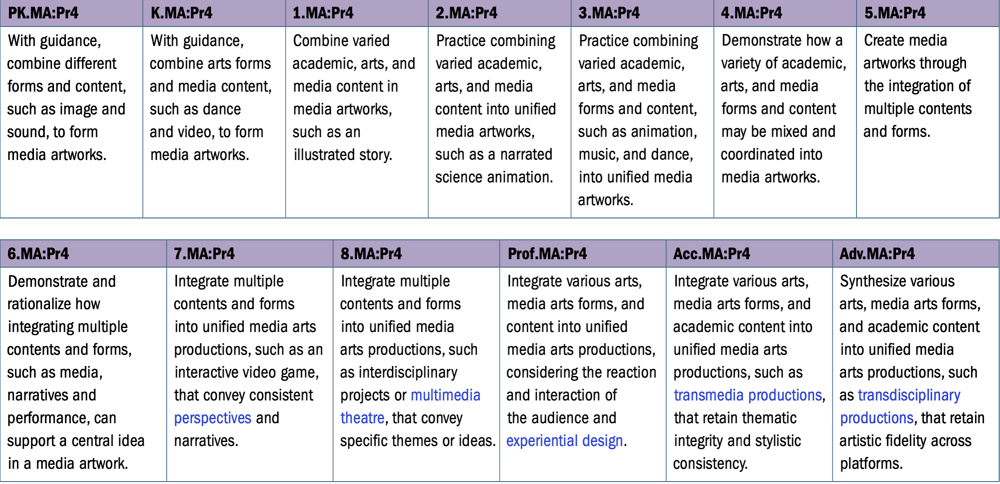 PK.MA:Pr4
With guidance,
combine different
forms and content,
such as image and
sound, to form
media artworks.
K.MA:Pr4
With guidance,
combine arts forms
and media content,
such as dance
and video, to form
media artworks.
1.MA:Pr4
Combine varied
academic, arts, and
media content in
media artworks,
such as an
illustrated story.
2.MA:Pr4
Practice combining
varied academic,
arts, and media
content into unified
media artworks,
such as a narrated
science animation.
3.MA:Pr4
Practice combining
varied academic,
arts, and media
forms and content,
such as animation,
music, and dance,
into unified media
artworks.
4.MA:Pr4
Demonstrate how a
variety of academic,
arts, and media
forms and content
may be mixed and
coordinated into
media artworks.
5.MA:Pr4
Create media
artworks through
the integration of
multiple contents
and forms.
6.MA:Pr4
Demonstrate and
rationalize how
integrating multiple
contents and forms,
such as media,
narratives and
performance, can
support a central idea
in a media artwork.
7.MA:Pr4
Integrate multiple
contents and forms
into unified media arts
productions, such as an
interactive video game,
that convey consistent
perspectives and
narratives.
8.MA:Pr4
Integrate multiple
contents and forms
into unified media
arts productions, such
as interdisciplinary
projects or multimedia
theatre, that convey
specific themes or ideas.
Prof.MA:Pr4
Integrate various arts,
media arts forms, and
content into unified
media arts productions,
considering the reaction
and interaction of
the audience and
experiential design.
Acc.MA:Pr4
Integrate various arts,
media arts forms, and
academic content into
unified media arts
productions, such as
transmedia productions,
that retain thematic
integrity and stylistic
consistency.
Adv.MA:Pr4
Synthesize various
arts, media arts forms,
and academic content
into unified media
arts productions, such
as transdisciplinary
productions, that retain
artistic fidelity across
platforms.